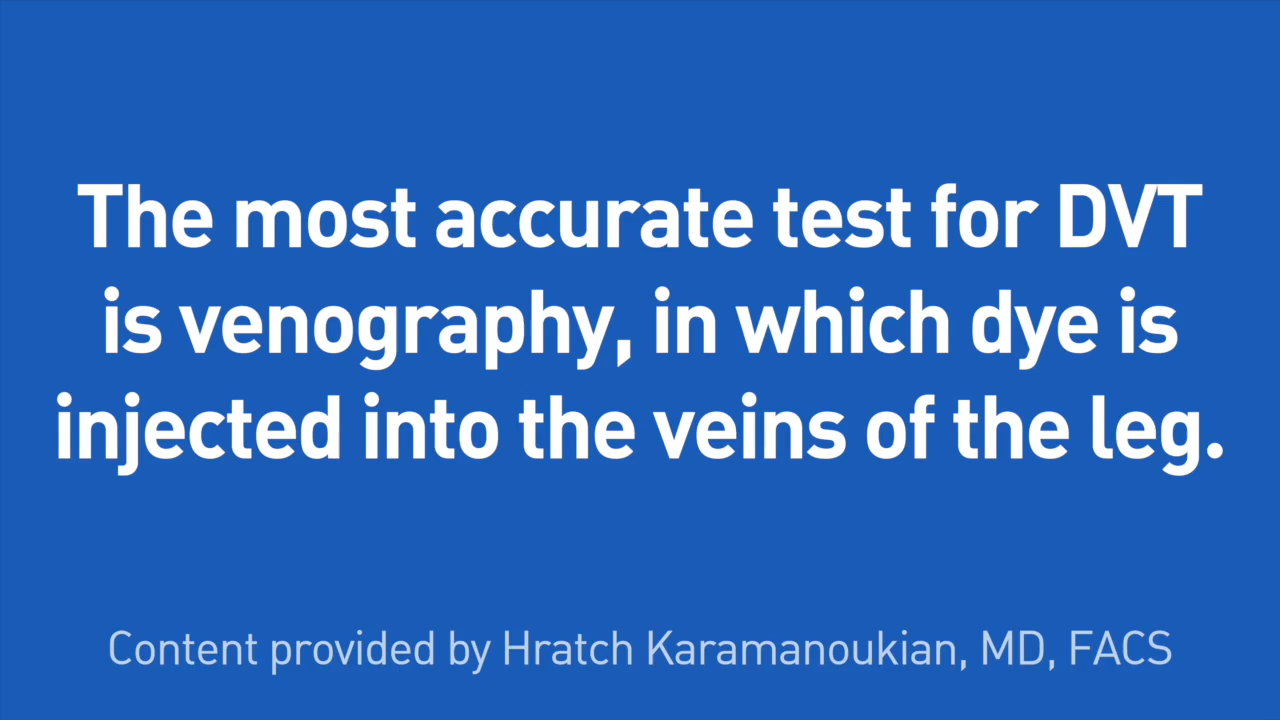 The most accurate test for DVT
is venography, in which dye is
injected into the veins of the leg.
Content provided by Hratch Karamanoukian, MD, FACS